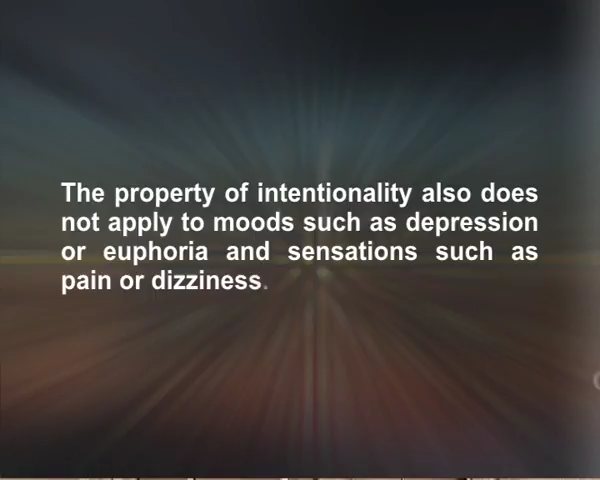 The property of intentionality also does
not apply to moods such as depression
or euphoria and sensations such as
pain or dizziness.